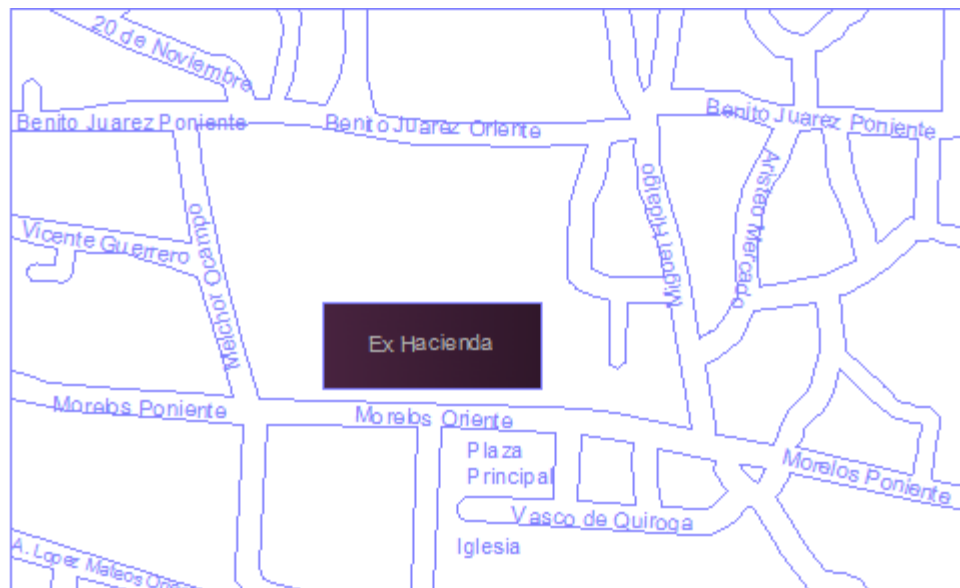 20 de Noviembre
Benito Juarez Poniente
Benito Juarez Oriente
Benito Juarez Poniente
Aristeo Mercado
Miguel Hidalgo
Vicente Guerrero
Melchor Ocampo
Ex Hacienda
Morelos Poniente
Morelos Oriente
Plaza
Principal
Morelos Poniente
Vasco de Quiroga
Iglesia
A. Lopez Mateos